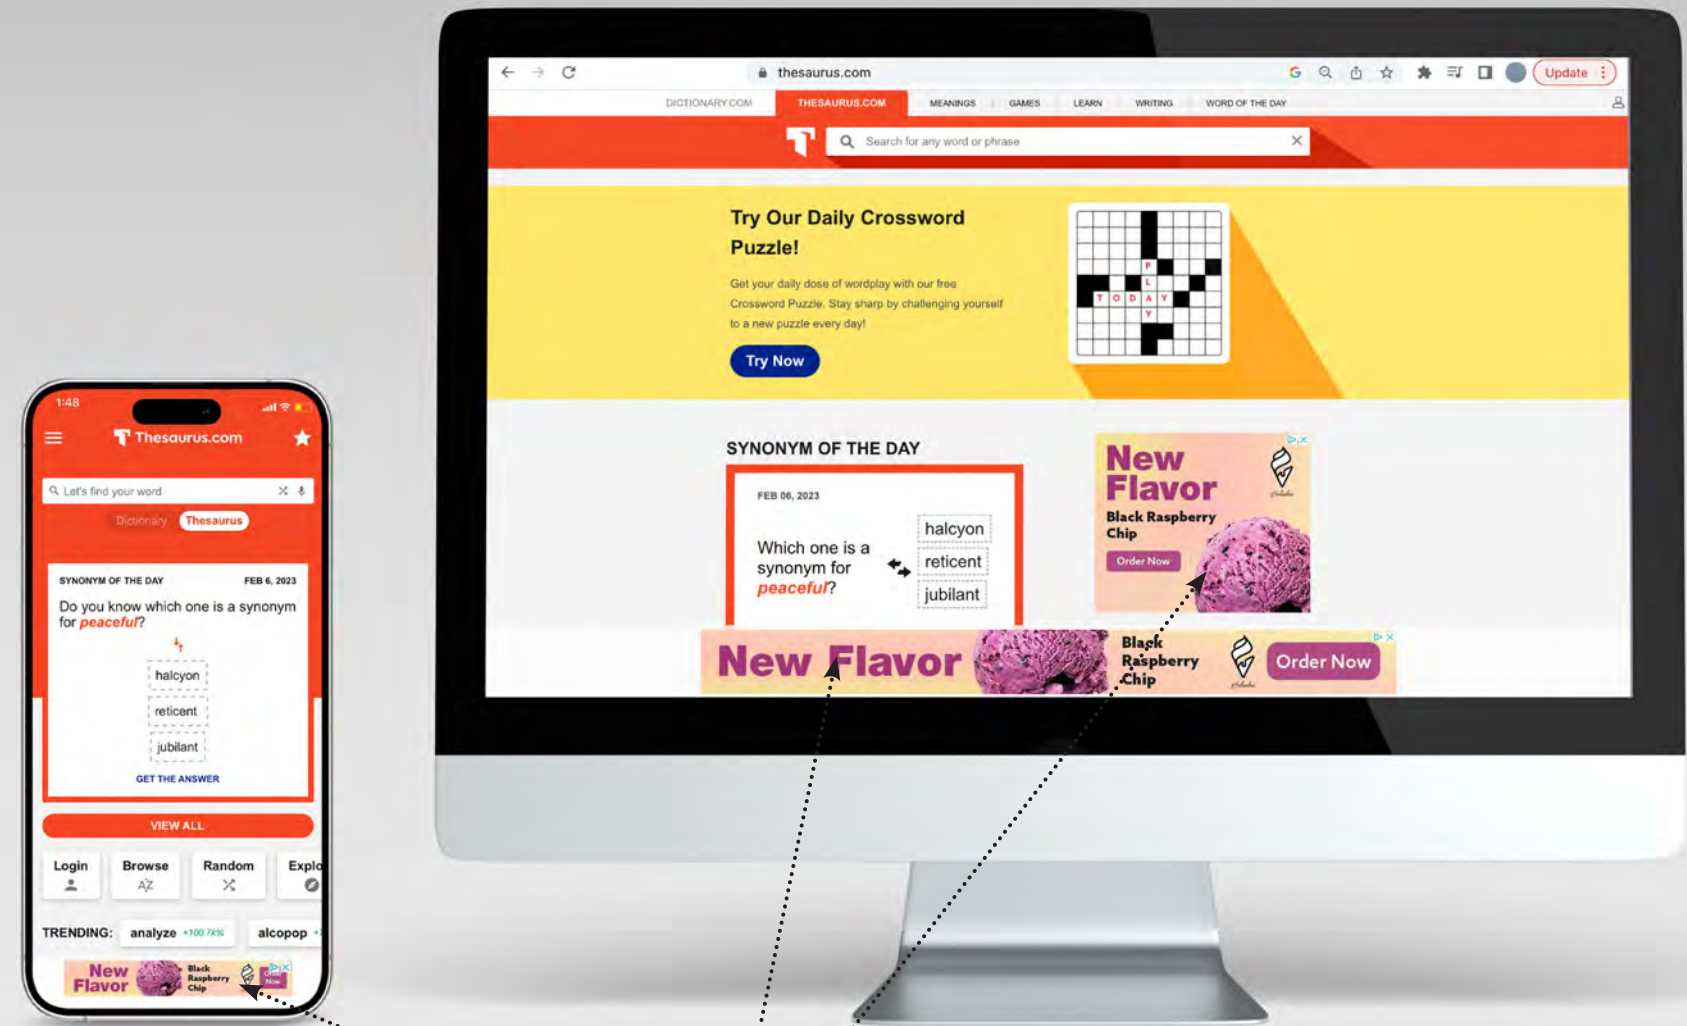 1:48
Thesaurus.com
Let's find your word
Dictionary Thesaurus
SYNONYM OF THE DAY FEB 6, 2023
Do you know which one is a synonym
for peaceful?
halcyon
reticent
jubilant
GET THE ANSWER
VIEW ALL
Login Browse Random Explo
AZ
TRENDING: analyze alcopop
New
Flavor
Black
Raspberry
Chip
Order
Now
thesaurus.com
Update
DICTIONARY.COM THESAURUS.COM MEANINGS GAMES LEARN WRITING WORD OF THE DAY
Search for any word or phrase
Try Our Daily Crossword
Puzzle!
Get your daily dose of wordplay with our free
Crossword Puzzle. Stay sharp by challenging yourself
to a new puzzle every day!
Try Now
PLAY
TODAY
SYNONYM OF THE DAY
FEB 06, 2023
Which one is a
synonym for
peaceful?
halcyon
reticent
jubilant
New
Flavor
Black Raspberry
Chip
Order Now
New Flavor
Black
Raspberry
Chip
Order Now